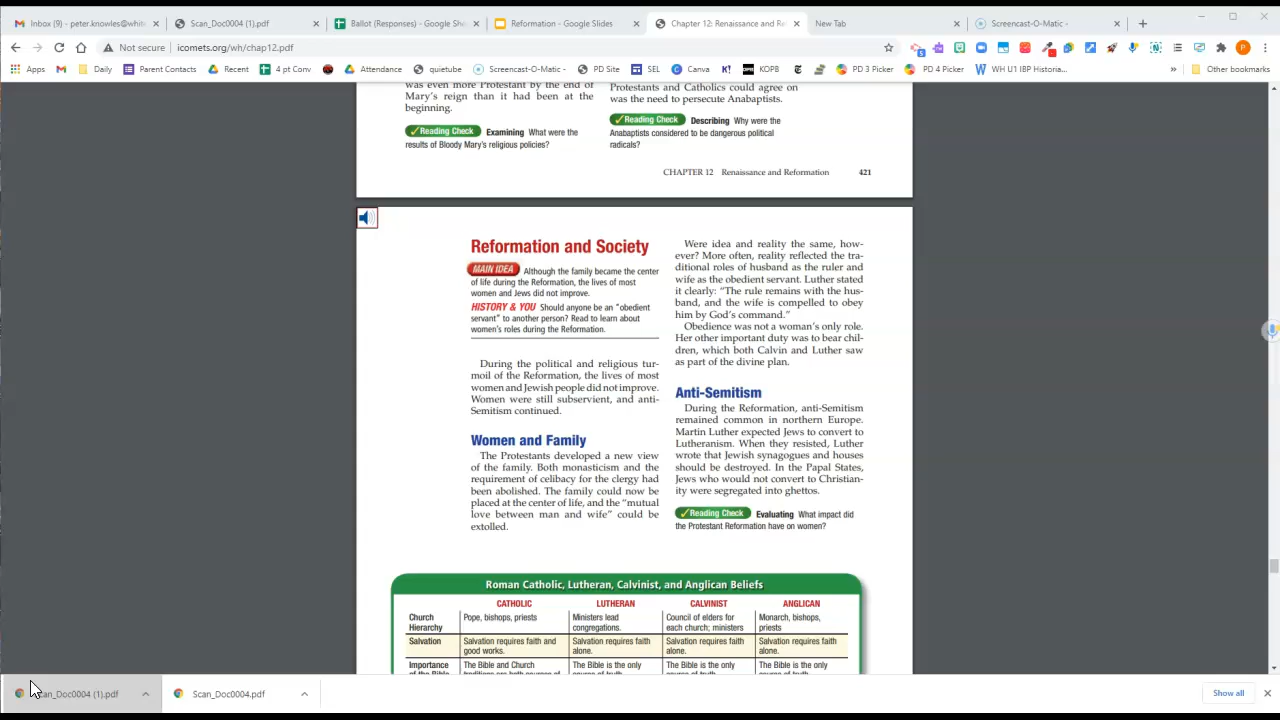 Inbox (9) - peter.knowles@white
Scan_Doc0004 (1).pdf
Ballot (Responses) - Google She
Reformation - Google Slides
Chapter 12: Renaissance and Re
New Tab
Screencast-O-Matic -
Not secure
icomets.org/wh/chap12.pdf
Apps
Daily
Parent Contacts
Recent
4 pt Conv
Attendance
quietube
Screencast-O-Matic -
PD Site
SEL
Canva
KOPB
PD 3 Picker
PD 4 Picker
WH U1 IBP Historia...
»
Other bookmarks
was even more Protestant by the end of
Mary's reign than it had been at the
beginning.
Reading Check Examining What were the
results of Bloody Mary's religious policies?
Protestants and Catholics could agree on
was the need to persecute Anabaptists.
Reading Check Describing Why were the
Anabaptists considered to be dangerous political
radicals?
CHAPTER 12 Renaissance and Reformation 421
Reformation and Society
MAIN IDEA Although the family became the center
of life during the Reformation, the lives of most
women and Jews did not improve.
HISTORY & YOU Should anyone be an "obedient
servant" to another person? Read to learn about
women's roles during the Reformation.
During the political and religious tur-
moil of the Reformation, the lives of most
women and Jewish people did not improve.
Women were still subservient, and anti-
Semitism continued.
Women and Family
The Protestants developed a new view
of the family. Both monasticism and the
requirement of celibacy for the clergy had
been abolished. The family could now be
placed at the center of life, and the "mutual
love between man and wife" could be
extolled.
Were idea and reality the same, how-
ever? More often, reality reflected the tra-
ditional roles of husband as the ruler and
wife as the obedient servant. Luther stated
it clearly: "The rule remains with the hus-
band, and the wife is compelled to obey
him by God's command."
Obedience was not a woman's only role.
Her other important duty was to bear chil-
dren, which both Calvin and Luther saw
as part of the divine plan.
Anti-Semitism
During the Reformation, anti-Semitism
remained common in northern Europe.
Martin Luther expected Jews to convert to
Lutheranism. When they resisted, Luther
wrote that Jewish synagogues and houses
should be destroyed. In the Papal States,
Jews who would not convert to Christian-
ity were segregated into ghettos.
Reading Check Evaluating What impact did
the Protestant Reformation have on women?
Roman Catholic, Lutheran, Calvinist, and Anglican Beliefs
CATHOLIC LUTHERAN CALVINIST ANGLICAN
Church
Hierarchy
Pope, bishops, priests
Ministers lead
congregations.
Council of elders for
each church; ministers
Monarch, bishops,
priests
Salvation
Salvation requires faith and
good works.
Salvation requires faith
alone.
Salvation requires faith
alone.
Salvation requires faith
alone.
Importance
of the Bible
The Bible and Church
traditions are both sources of
The Bible is the only
source of truth.
The Bible is the only
source of truth.
The Bible is the only
source of truth.
Scan_Doc0004 (1).pdf
Scan_Doc0004.pdf
Show all